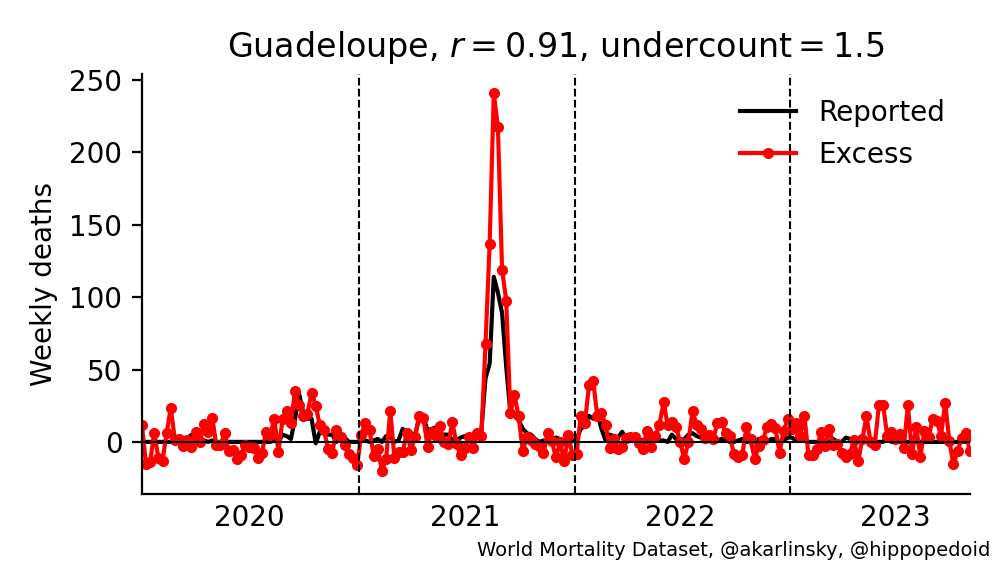 Guadeloupe, r = 0.91, undercount = 1.5
250
200
150
100
50
0
Weekly deaths
Reported
Excess
2020 2021 2022 2023
World Mortality Dataset, @akarlinsky, @hippopedoid